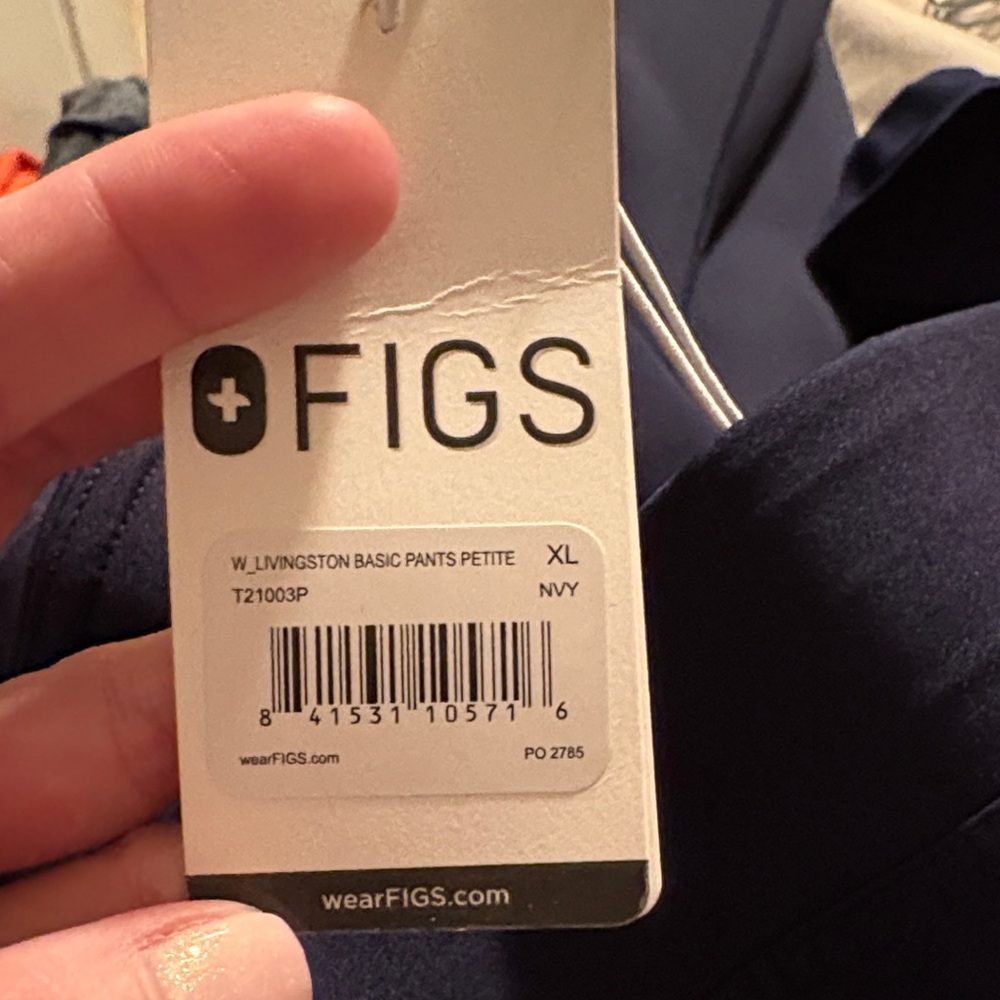 FIGS
W_LIVINGSTON BASIC PANTS PETITE XL
T21003P NVY
8 41531 10571 6
wearFIGS.com PO 2785
wearFIGS.com